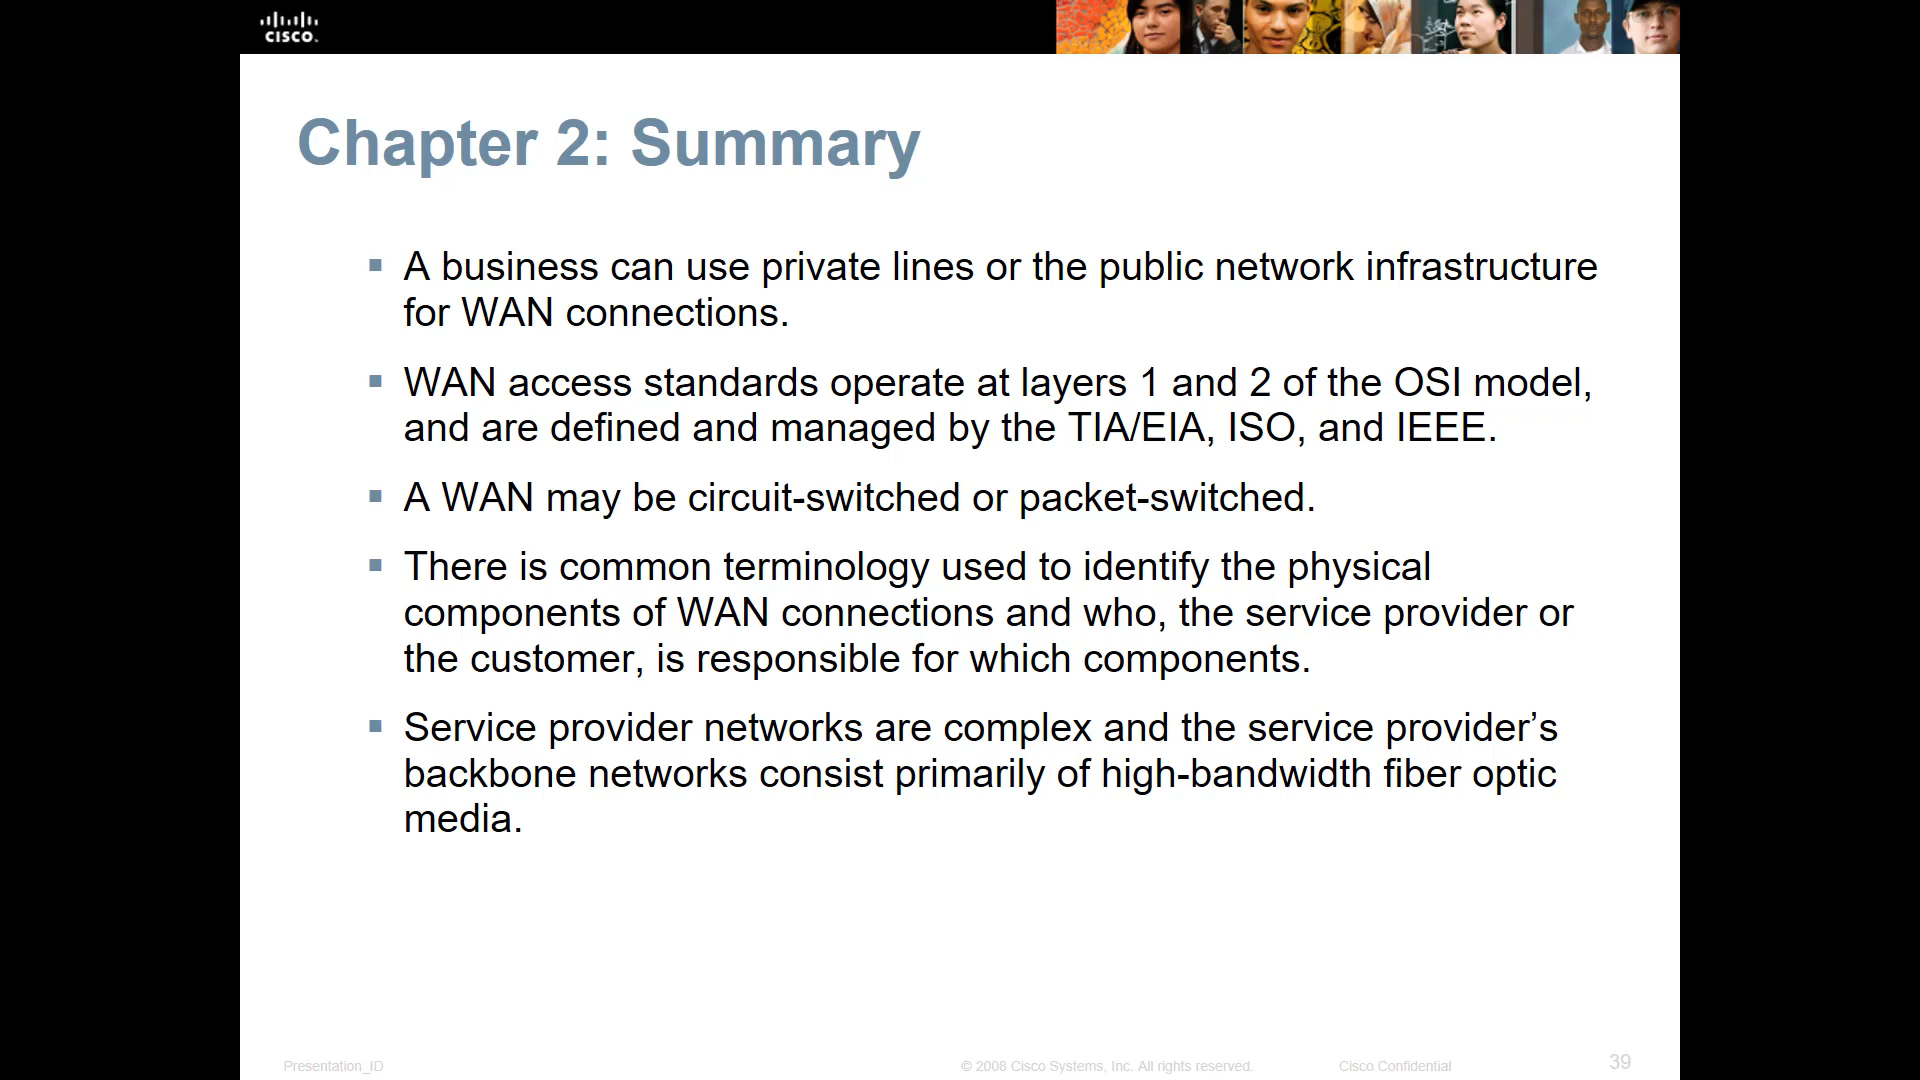 CISCO.
Chapter 2: Summary
▪ A business can use private lines or the public network infrastructure
for WAN connections.
▪ WAN access standards operate at layers 1 and 2 of the OSI model,
and are defined and managed by the TIA/EIA, ISO, and IEEE.
▪ A WAN may be circuit-switched or packet-switched.
▪ There is common terminology used to identify the physical
components of WAN connections and who, the service provider or
the customer, is responsible for which components.
▪ Service provider networks are complex and the service provider’s
backbone networks consist primarily of high-bandwidth fiber optic
media.
Presentation_ID © 2008 Cisco Systems, Inc. All rights reserved. Cisco Confidential 39